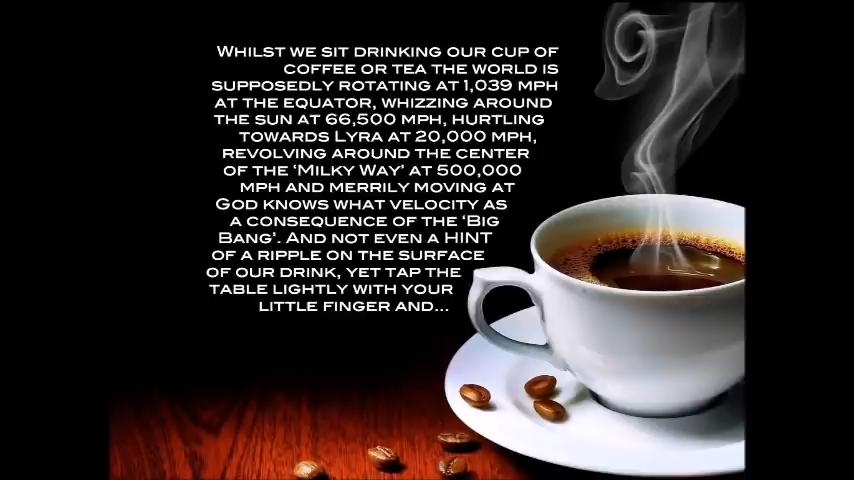 WHILST WE SIT DRINKING OUR CUP OF
COFFEE OR TEA THE WORLD IS
SUPPOSEDLY ROTATING AT 1,039 MPH
AT THE EQUATOR, WHIZZING AROUND
THE SUN AT 66,500 MPH, HURTLING
TOWARDS LYRA AT 20,000 MPH,
REVOLVING AROUND THE CENTER
OF THE ‘MILKY WAY’ AT 500,000
MPH AND MERRILY MOVING AT
GOD KNOWS WHAT VELOCITY AS
A CONSEQUENCE OF THE ‘BIG
BANG’. AND NOT EVEN A HINT
OF A RIPPLE ON THE SURFACE
OF OUR DRINK, YET TAP THE
TABLE LIGHTLY WITH YOUR
LITTLE FINGER AND...